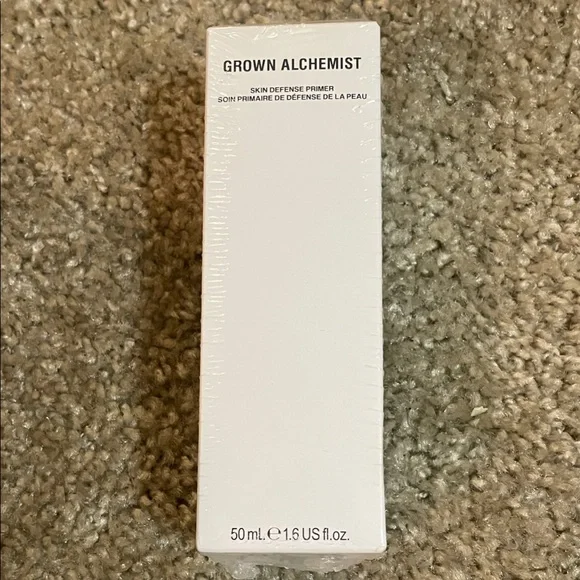 GROWN ALCHEMIST
SKIN DEFENSE PRIMER
SOIN PRIMAIRE DE DÉFENSE DE LA PEAU
50 mL ℮ 1.6 US fl.oz.